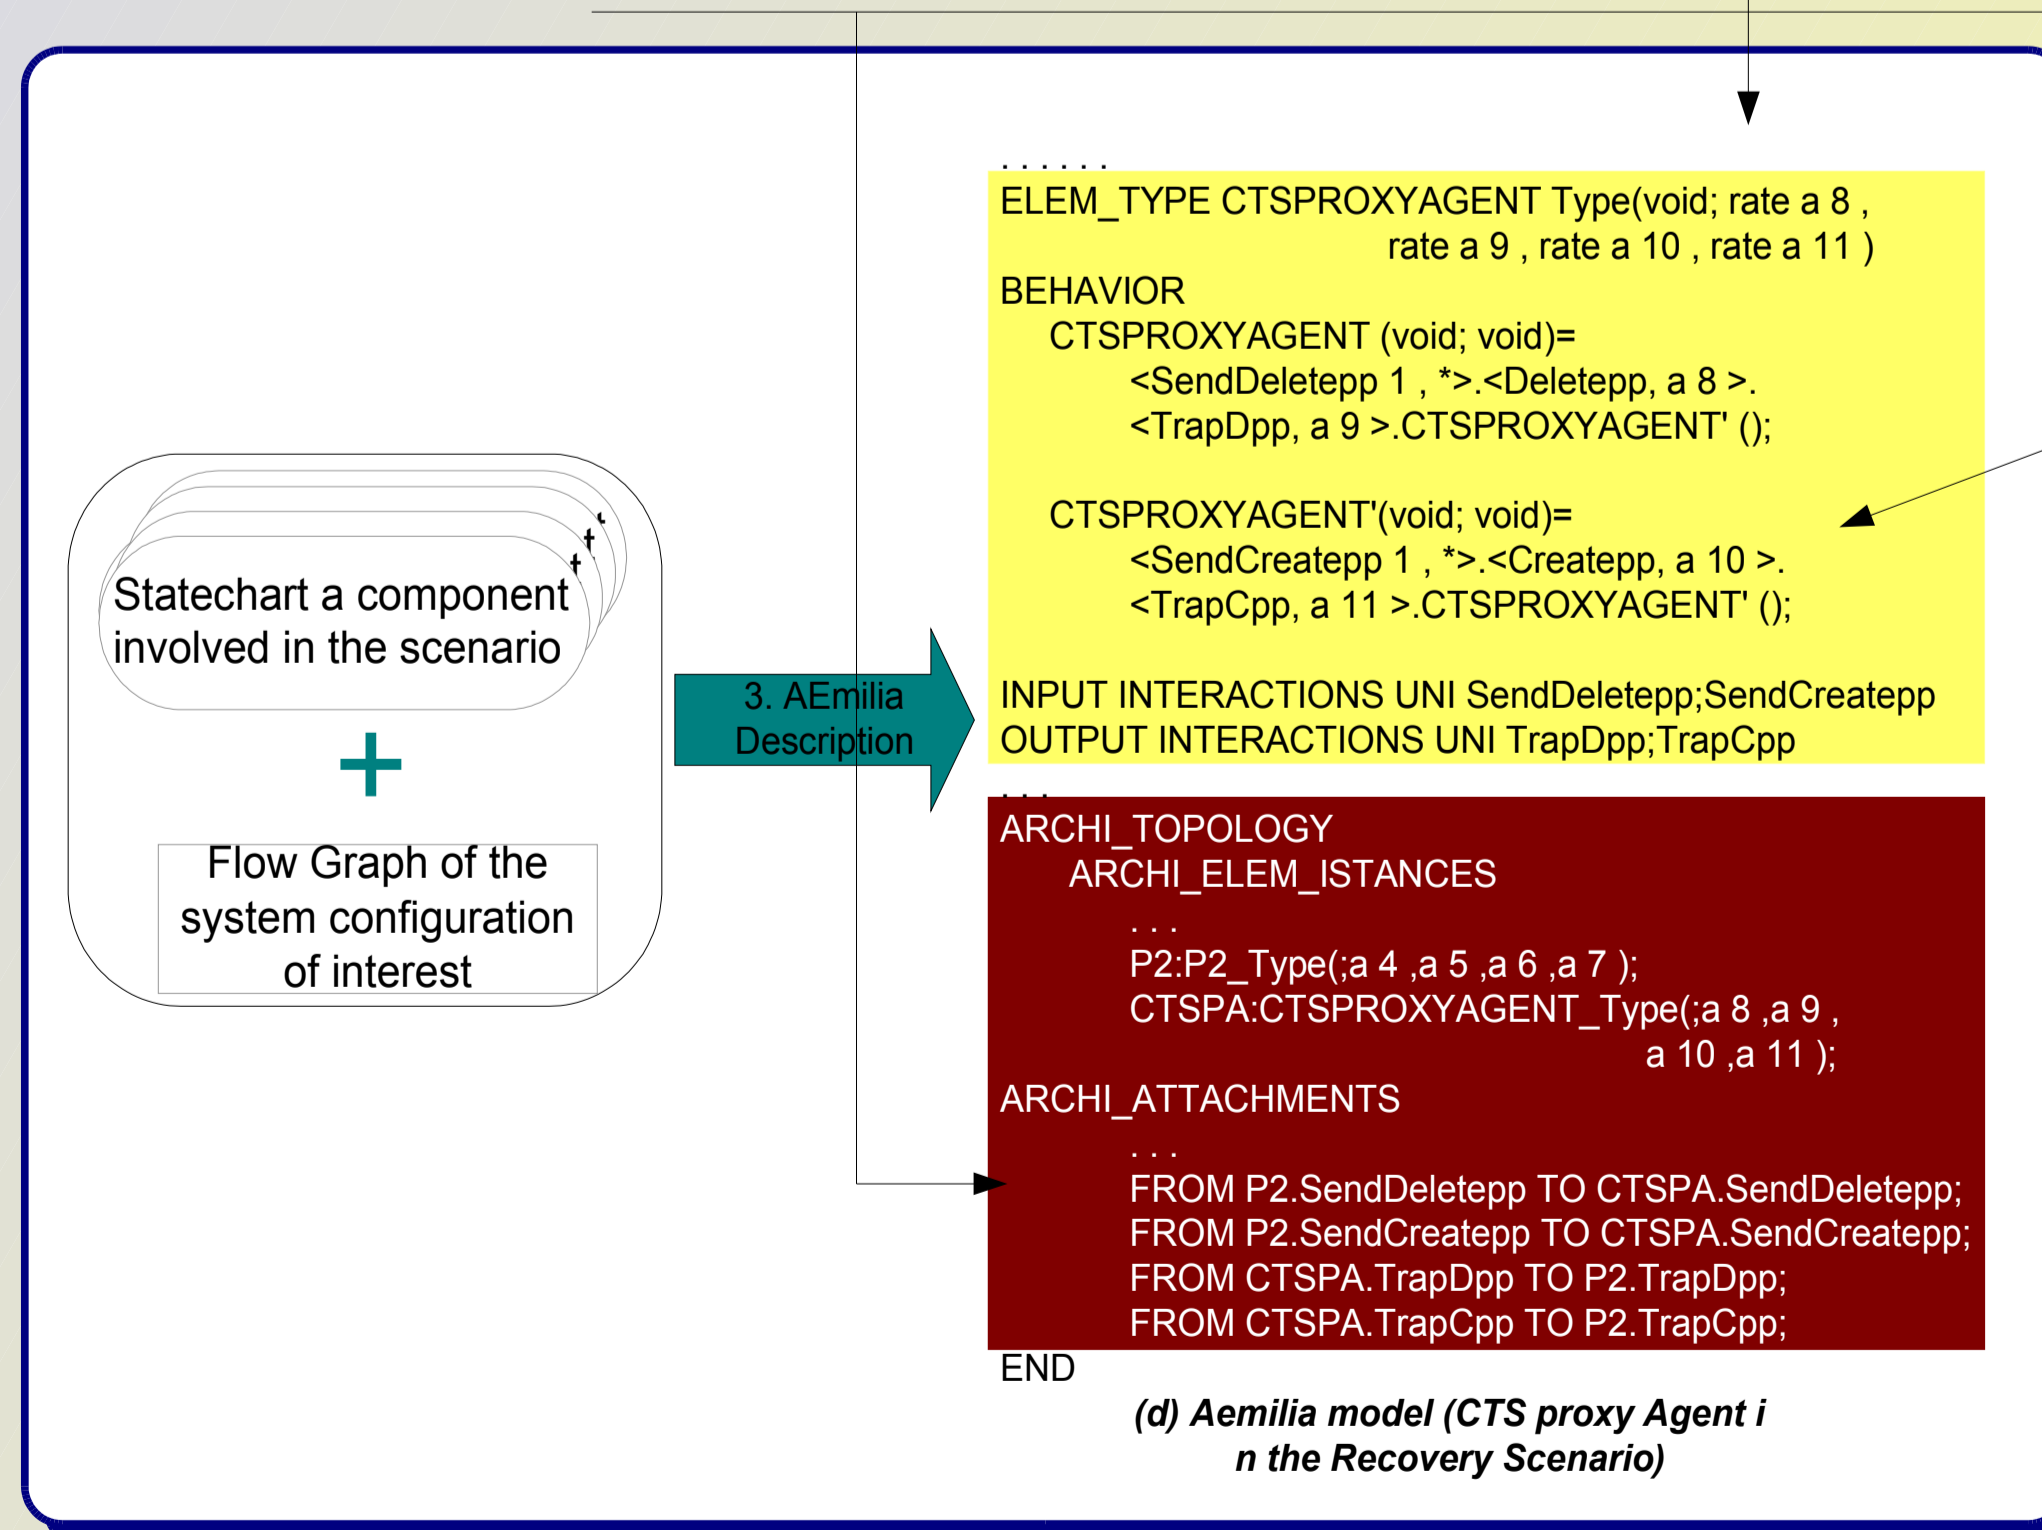 Statechart a component
involved in the scenario
t
t
t
+
Flow Graph of the
system configuration
of interest
3. AEmilia
Description
. . . . . .
ELEM_TYPE CTSPROXYAGENT Type(void; rate a 8 ,
rate a 9 , rate a 10 , rate a 11 )
BEHAVIOR
CTSPROXYAGENT (void; void)=
<SendDeletepp 1 , *>.<Deletepp, a 8 >.
<TrapDpp, a 9 >.CTSPROXYAGENT' ();
CTSPROXYAGENT'(void; void)=
<SendCreatepp 1 , *>.<Createpp, a 10 >.
<TrapCpp, a 11 >.CTSPROXYAGENT' ();
INPUT INTERACTIONS UNI SendDeletepp;SendCreatepp
OUTPUT INTERACTIONS UNI TrapDpp;TrapCpp
. . .
ARCHI_TOPOLOGY
ARCHI_ELEM_ISTANCES
. . .
P2:P2_Type(;a 4 ,a 5 ,a 6 ,a 7 );
CTSPA:CTSPROXYAGENT_Type(;a 8 ,a 9 ,
a 10 ,a 11 );
ARCHI_ATTACHMENTS
. . .
FROM P2.SendDeletepp TO CTSPA.SendDeletepp;
FROM P2.SendCreatepp TO CTSPA.SendCreatepp;
FROM CTSPA.TrapDpp TO P2.TrapDpp;
FROM CTSPA.TrapCpp TO P2.TrapCpp;
END
(d) Aemilia model (CTS proxy Agent i
n the Recovery Scenario)